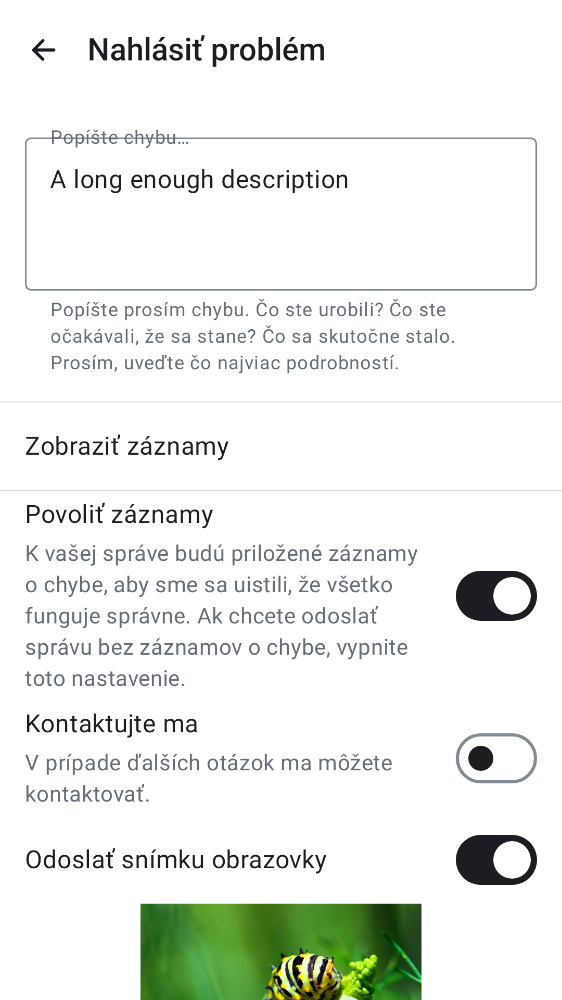 Nahlásiť problém
Popíšte chybu…
A long enough description
Popíšte prosím chybu. Čo ste urobili? Čo ste
očakávali, že sa stane? Čo sa skutočne stalo.
Prosím, uveďte čo najviac podrobností.
Zobraziť záznamy
Povoliť záznamy
K vašej správe budú priložené záznamy
o chybe, aby sme sa uistili, že všetko
funguje správne. Ak chcete odoslať
správu bez záznamov o chybe, vypnite
toto nastavenie.
Kontaktujte ma
V prípade ďalších otázok ma môžete
kontaktovať.
Odoslať snímku obrazovky